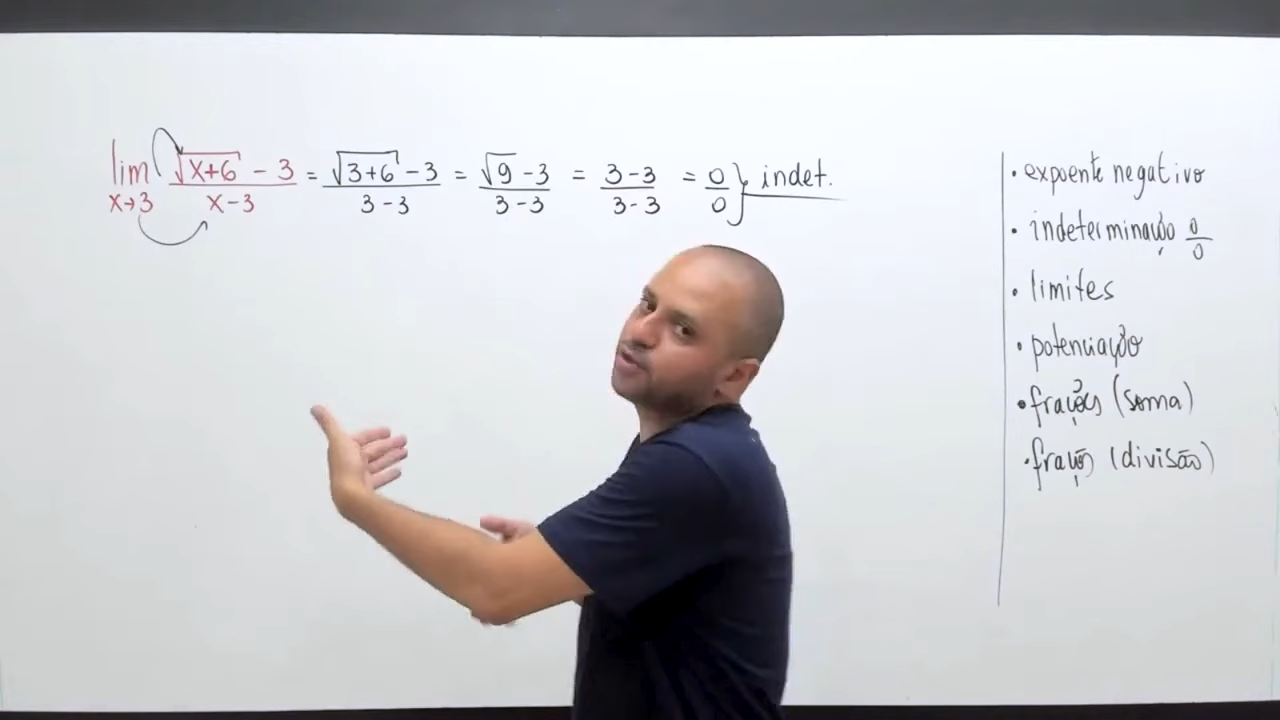 lim x→3 (√(x+6) - 3)/(x-3) = (√(3+6) - 3)/(3-3) = (√9 - 3)/(3-3) = (3-3)/(3-3) = 0/0 } indet.
• expoente negativo
• indeterminação 0/0
• limites
• potenciação
• frações (soma)
• frações (divisão)